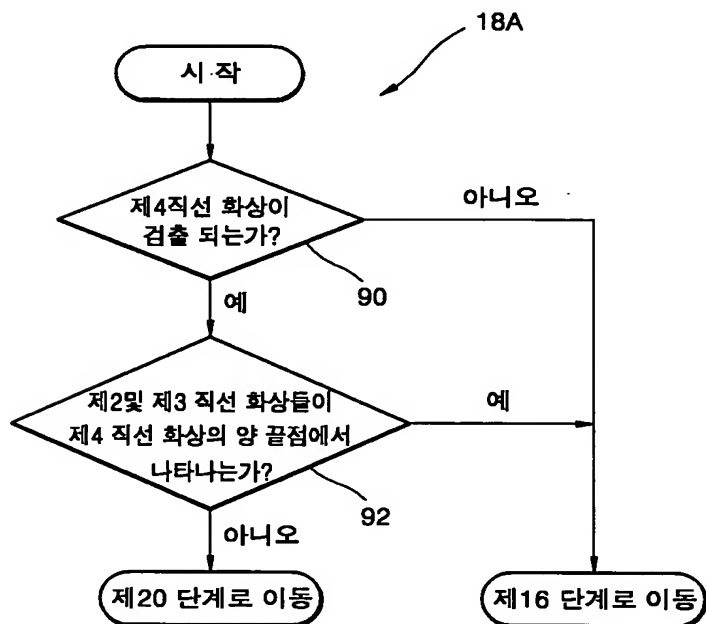 18A
시 작
제4직선 화상이
검출 되는가?
아니오
90
예
제2및 제3 직선 화상들이
제4 직선 화상의 양 끝점에서
나타나는가?
예
92
아니오
제20 단계로 이동
제16 단계로 이동